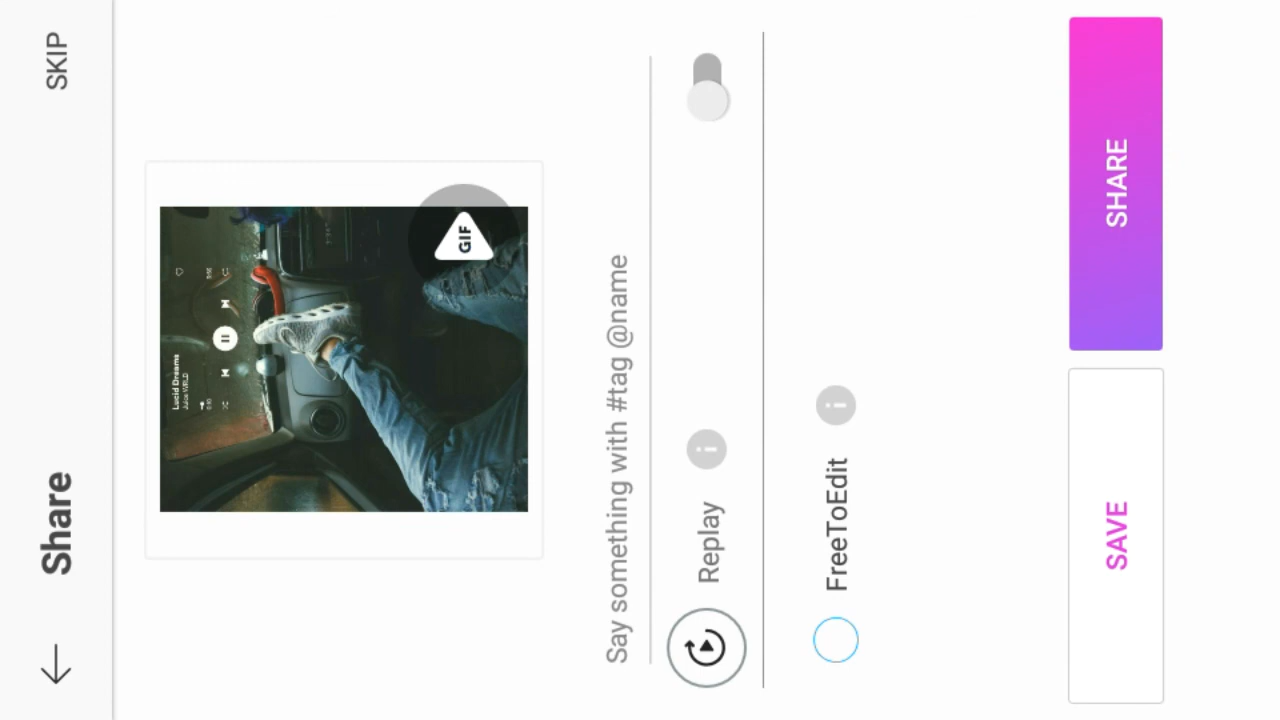 Share
SKIP
Lucid Dreams
Juice WRLD
GIF
Say something with #tag @name
Replay
FreeToEdit
SAVE
SHARE